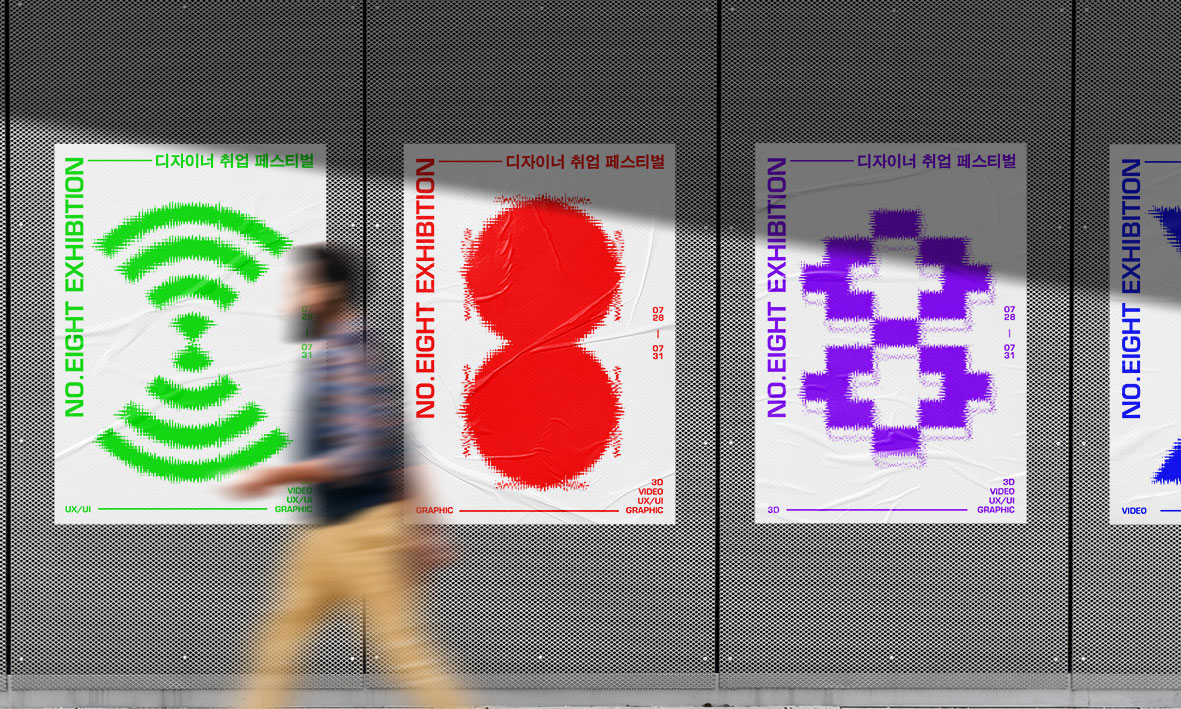 NO.EIGHT EXHIBITION
디자이너 취업 페스티벌
07
31
VIDEO
UX/UI
GRAPHIC
UX/UI
NO.EIGHT EXHIBITION
디자이너 취업 페스티벌
07
28
07
31
3D
VIDEO
UX/UI
GRAPHIC
GRAPHIC
NO.EIGHT EXHIBITION
디자이너 취업 페스티벌
07
28
07
31
3D
VIDEO
UX/UI
GRAPHIC
3D
NO.EIGHT EXHIBITION
VIDEO